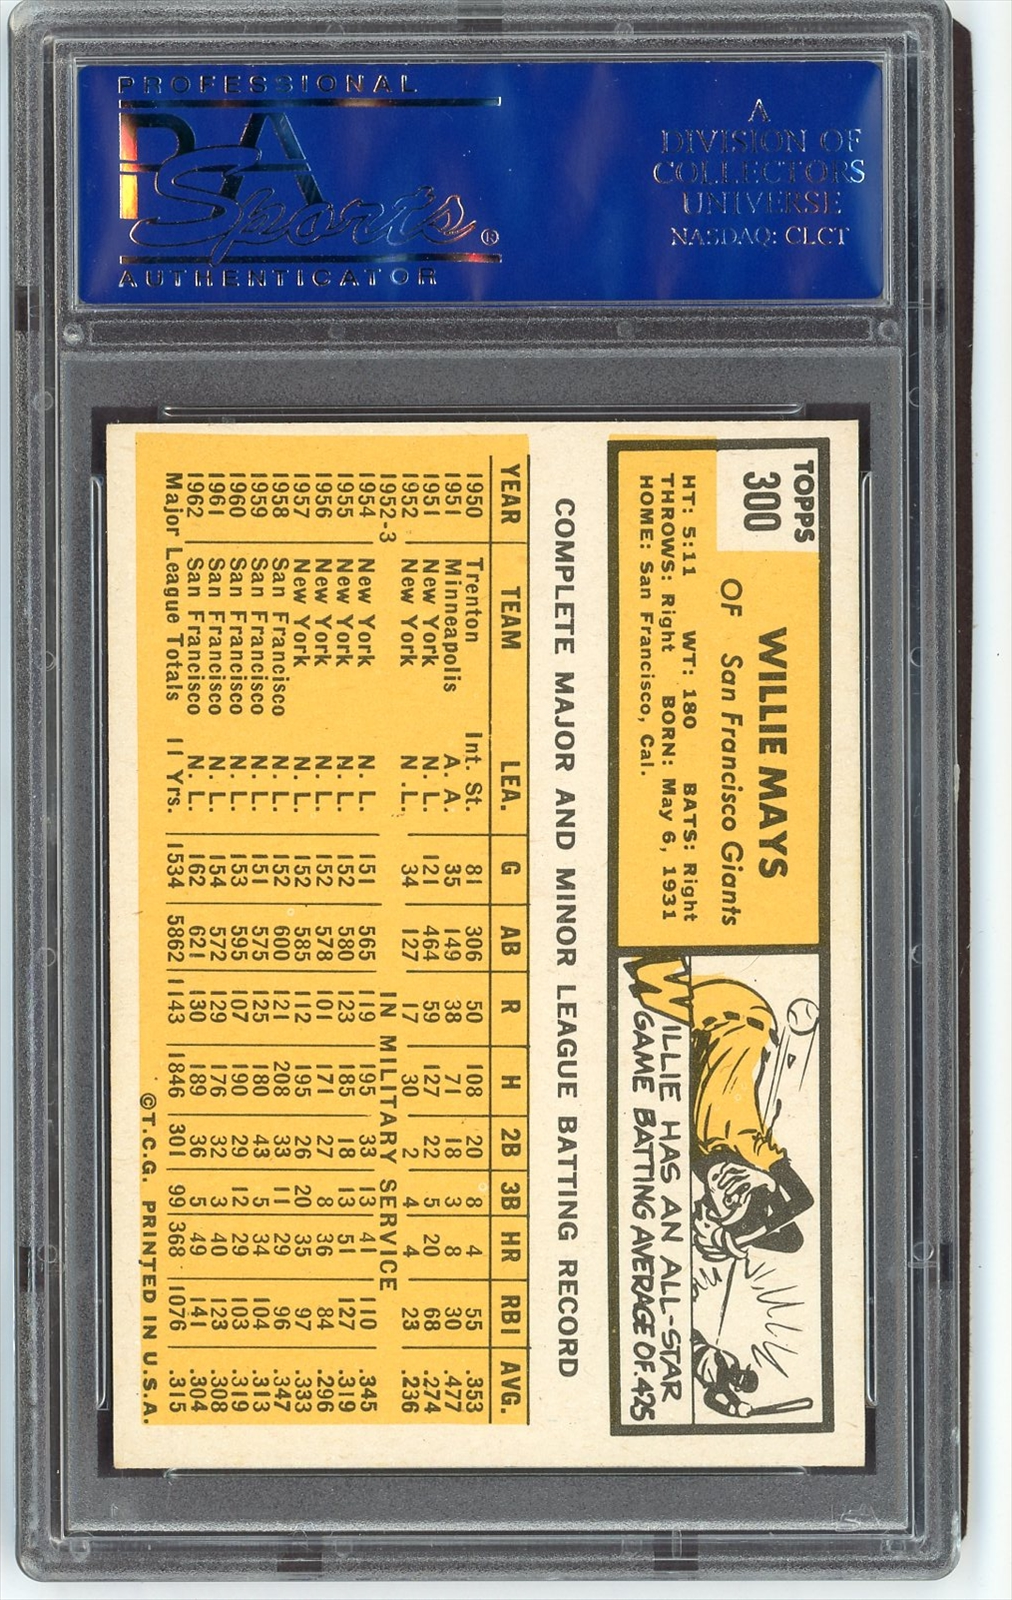 PROFESSIONAL
PSA
Sports®
AUTHENTICATOR
A
DIVISION OF
COLLECTORS
UNIVERSE
NASDAQ: CLCT
TOPPS
300
WILLIE MAYS
OF San Francisco Giants
HT: 5:11 WT: 180 BATS: Right
THROWS: Right BORN: May 6, 1931
HOME: San Francisco, Cal.
WILLIE HAS AN ALL-STAR
GAME BATTING AVERAGE OF .425
COMPLETE MAJOR AND MINOR LEAGUE BATTING RECORD
YEAR TEAM LEA. G AB R H 2B 3B HR RBI AVG.
1950 Trenton Int. St. 81 306 50 108 20 8 4 55 .353
1951 Minneapolis A. A. 35 149 38 71 18 3 8 30 .477
1951 New York N. L. 121 464 59 127 22 5 20 68 .274
1952 New York N. L. 34 127 17 30 2 4 4 23 .236
1952-3 IN MILITARY SERVICE
1954 New York N. L. 151 565 119 195 33 13 41 110 .345
1955 New York N. L. 152 580 123 185 18 13 51 127 .319
1956 New York N. L. 152 578 101 171 27 8 36 84 .296
1957 New York N. L. 152 585 112 195 26 20 35 97 .333
1958 San Francisco N. L. 152 600 121 208 33 11 29 96 .347
1959 San Francisco N. L. 151 575 125 180 43 5 34 104 .313
1960 San Francisco N. L. 153 595 107 190 29 12 29 103 .319
1961 San Francisco N. L. 154 572 129 176 32 3 40 123 .308
1962 San Francisco N. L. 162 621 130 189 36 5 49 141 .304
Major League Totals 11 Yrs. 1534 5862 1143 1846 301 99 368 1076 .315
©T.C.G. PRINTED IN U.S.A.